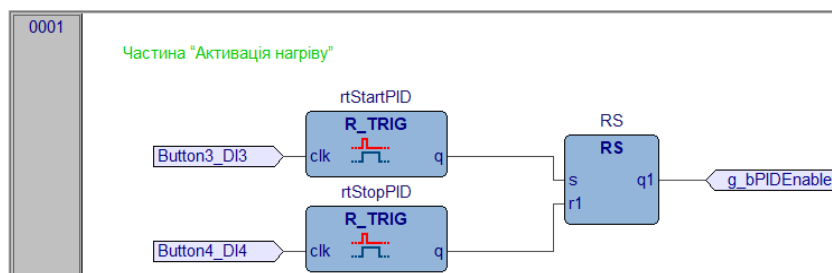 0001
Частина “Активація нагріву”
rtStartPID
R_TRIG
Button3_DI3
clk
q
RS
RS
s
q1
g_bPIDEnable
r1
rtStopPID
R_TRIG
Button4_DI4
clk
q